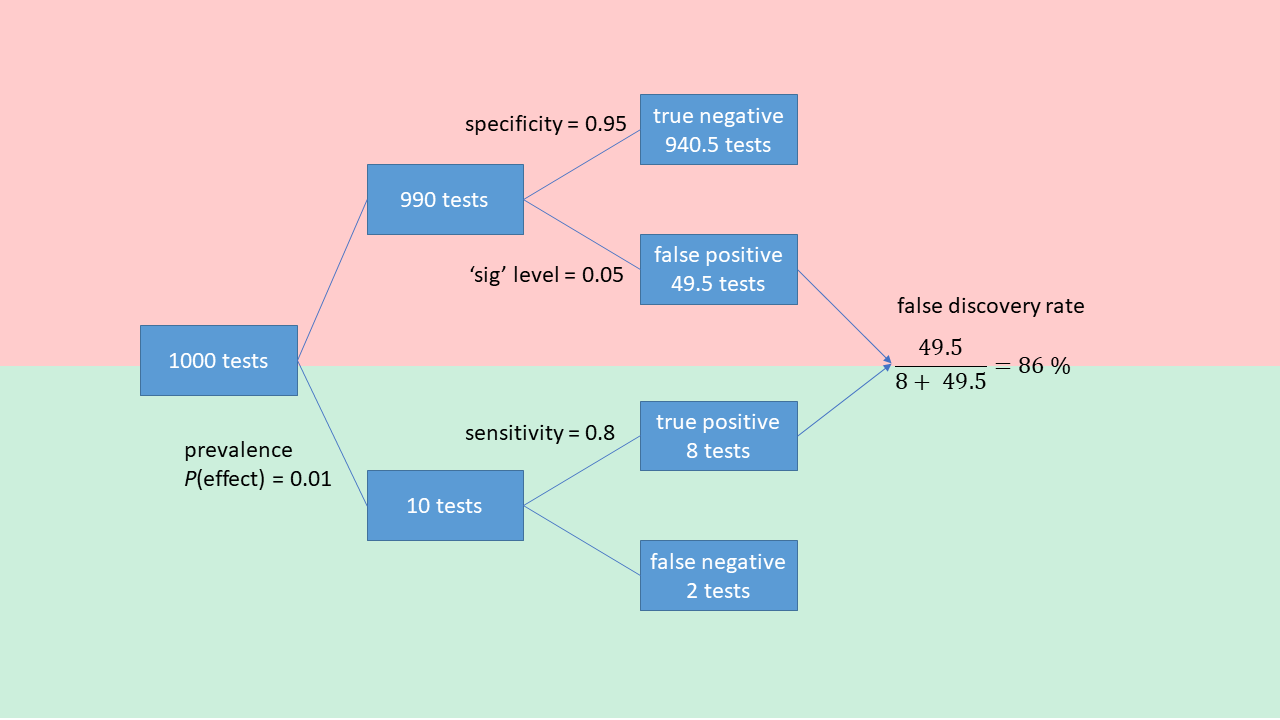 specificity = 0.95
true negative
940.5 tests
990 tests
‘sig’ level = 0.05
false positive
49.5 tests
1000 tests
false discovery rate
49.5
8 + 49.5
= 86 %
prevalence
P(effect) = 0.01
sensitivity = 0.8
true positive
8 tests
10 tests
false negative
2 tests